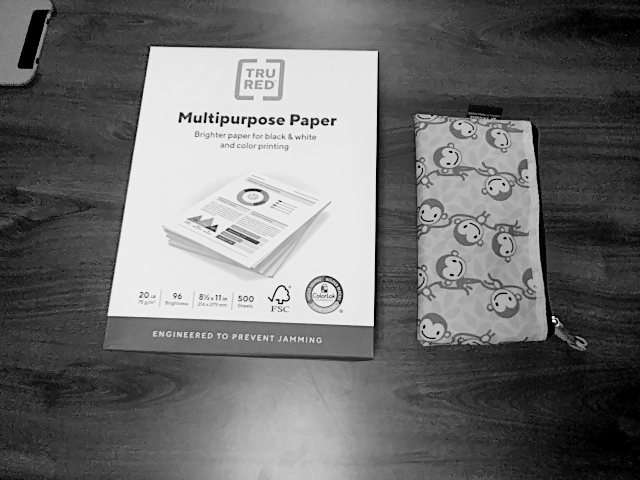 TRU
RED
Multipurpose Paper
Brighter paper for black & white
and color printing
20 LB
75 g/m²
96
Brightness
8½ x 11 in
216 x 279 mm
500
Sheets
FSC
ColorLok
ENGINEERED TO PREVENT JAMMING